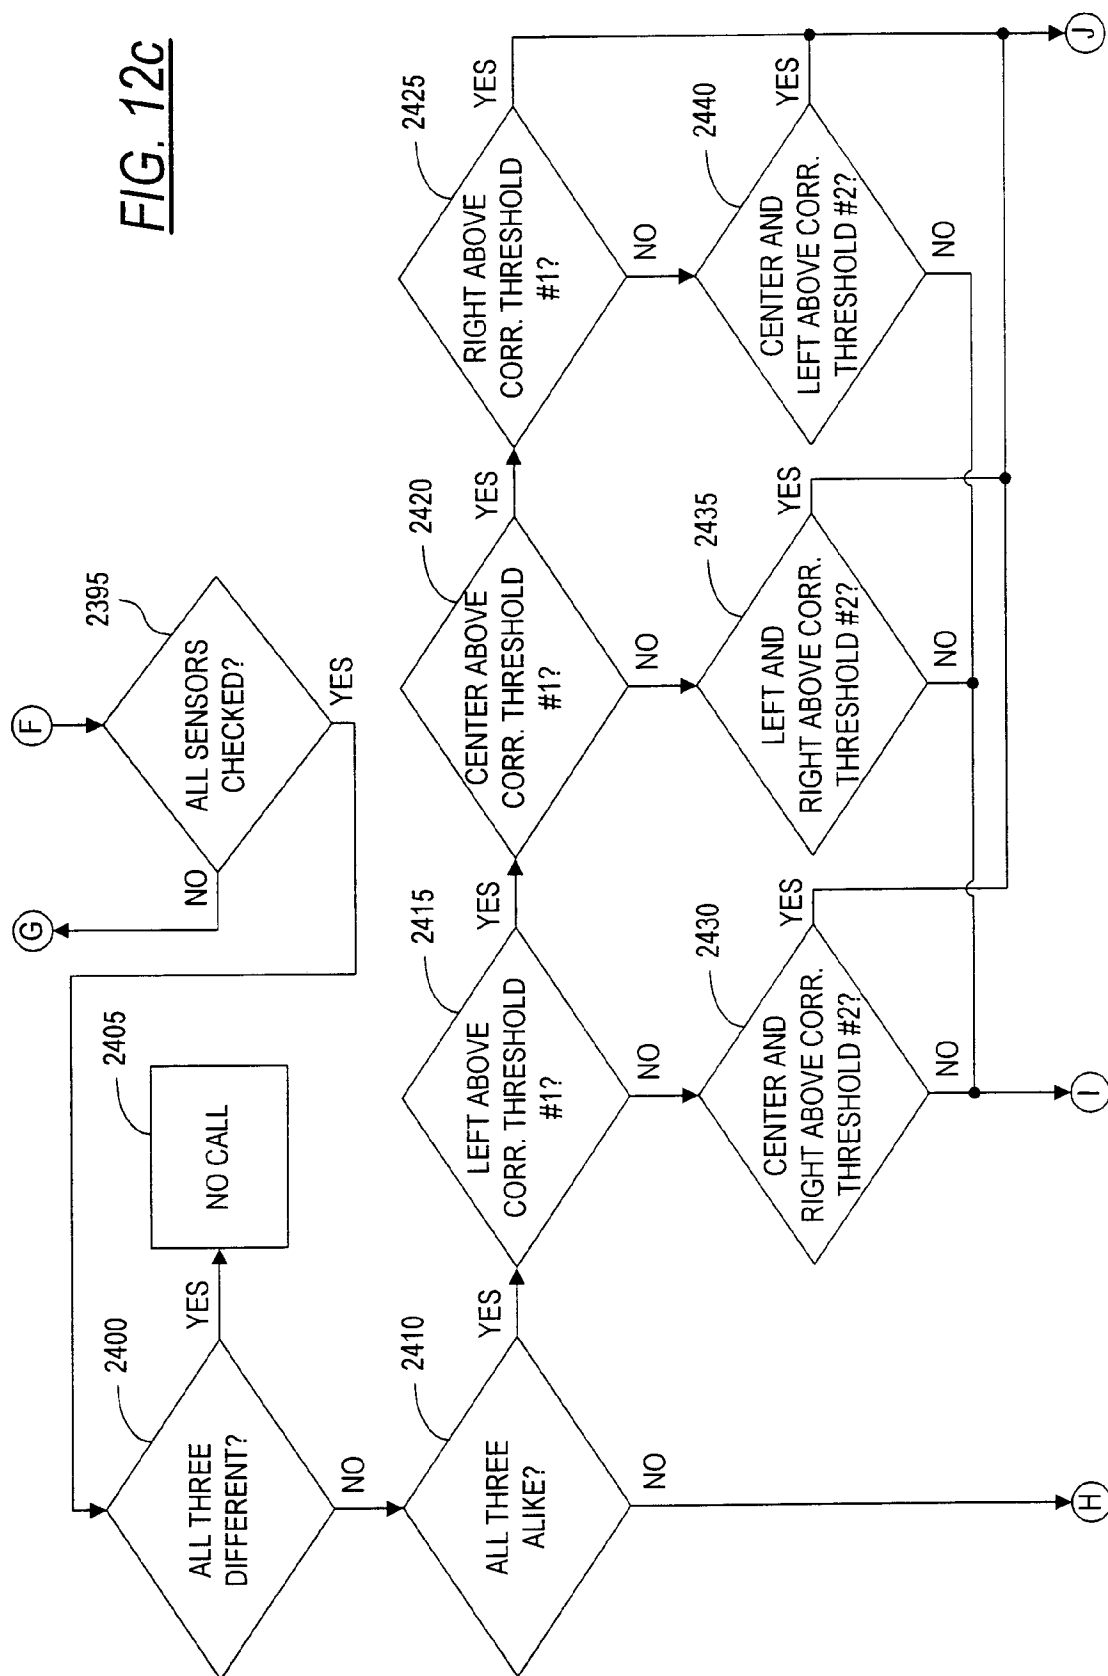 FIG. 12c
F
G
2395
ALL SENSORS
CHECKED?
NO
YES
2400
ALL THREE
DIFFERENT?
YES
NO
2405
NO CALL
2410
ALL THREE
ALIKE?
YES
NO
2415
LEFT ABOVE
CORR. THRESHOLD
#1?
YES
NO
2420
CENTER ABOVE
CORR. THRESHOLD
#1?
YES
NO
2425
RIGHT ABOVE
CORR. THRESHOLD
#1?
YES
NO
2430
CENTER AND
RIGHT ABOVE CORR.
THRESHOLD #2?
YES
NO
2435
LEFT AND
RIGHT ABOVE CORR.
THRESHOLD #2?
YES
NO
2440
CENTER AND
LEFT ABOVE CORR.
THRESHOLD #2?
YES
NO
H
I
J